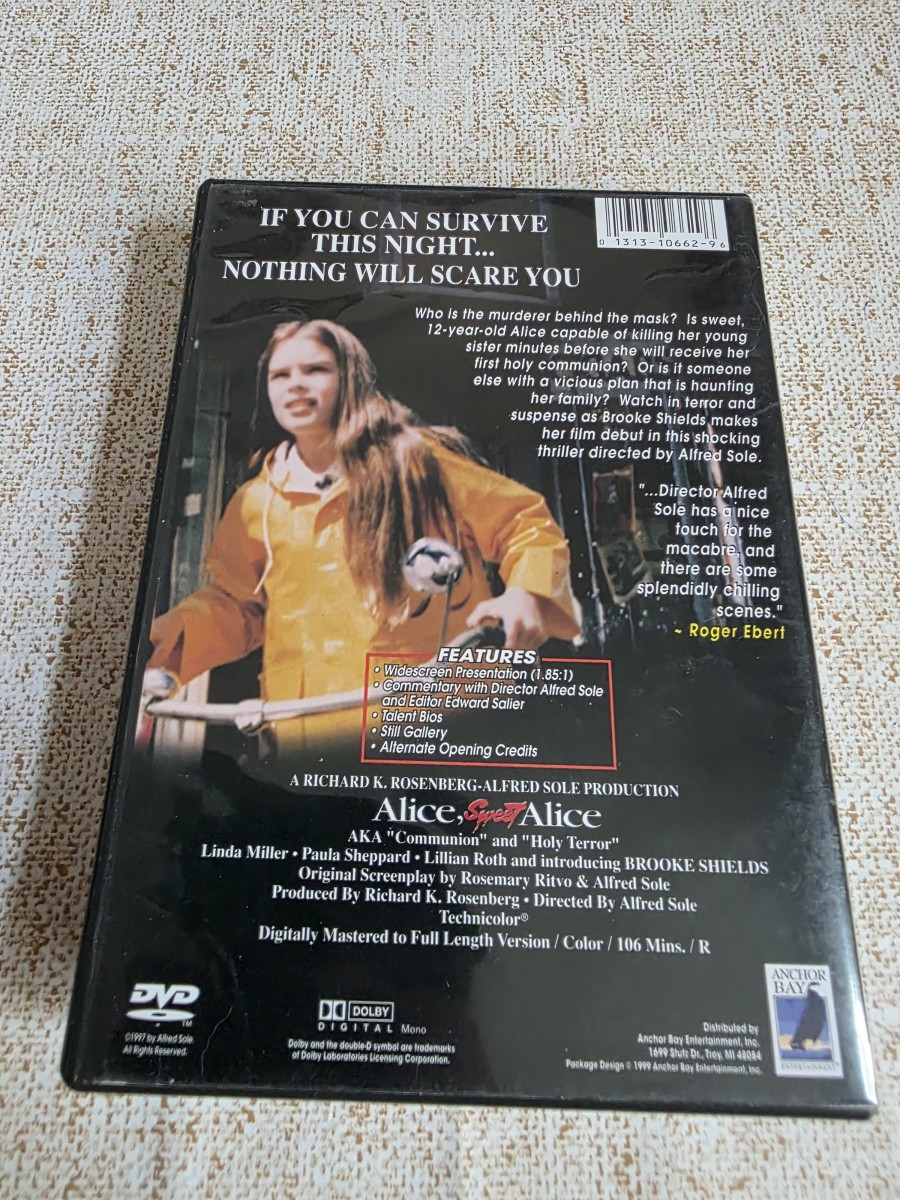 IF YOU CAN SURVIVE
THIS NIGHT...
NOTHING WILL SCARE YOU
0 1313-10662-9 6
Who is the murderer behind the mask? Is sweet,
12-year-old Alice capable of killing her young
sister minutes before she will receive her
first holy communion? Or is it someone
else with a vicious plan that is haunting
her family? Watch in terror and
suspense as Brooke Shields makes
her film debut in this shocking
thriller directed by Alfred Sole.
"...Director Alfred
Sole has a nice
touch for the
macabre, and
there are some
splendidly chilling
scenes."
~ Roger Ebert
FEATURES
• Widescreen Presentation (1.85:1)
• Commentary with Director Alfred Sole
and Editor Edward Salier
• Talent Bios
• Still Gallery
• Alternate Opening Credits
A RICHARD K. ROSENBERG-ALFRED SOLE PRODUCTION
Alice, Sweet Alice
AKA "Communion" and "Holy Terror"
Linda Miller • Paula Sheppard • Lillian Roth and introducing BROOKE SHIELDS
Original Screenplay by Rosemary Ritvo & Alfred Sole
Produced By Richard K. Rosenberg • Directed By Alfred Sole
Technicolor®
Digitally Mastered to Full Length Version / Color / 106 Mins. / R
DVD
TM
©1997 by Alfred Sole.
All Rights Reserved.
DOLBY
DIGITAL Mono
Dolby and the double-D symbol are trademarks
of Dolby Laboratories Licensing Corporation.
Distributed by
Anchor Bay Entertainment, Inc.
1699 Stutz Dr., Troy, MI 48084
Package Design © 1999 Anchor Bay Entertainment, Inc.
ANCHOR
BAY
ENTERTAINMENT